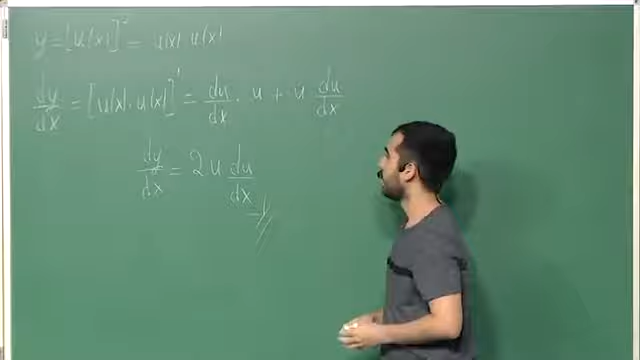 y = [u(x)]² = u(x) u(x)
dy/dx = [u(x) · u(x)]' = du/dx · u + u du/dx
dy/dx = 2u du/dx